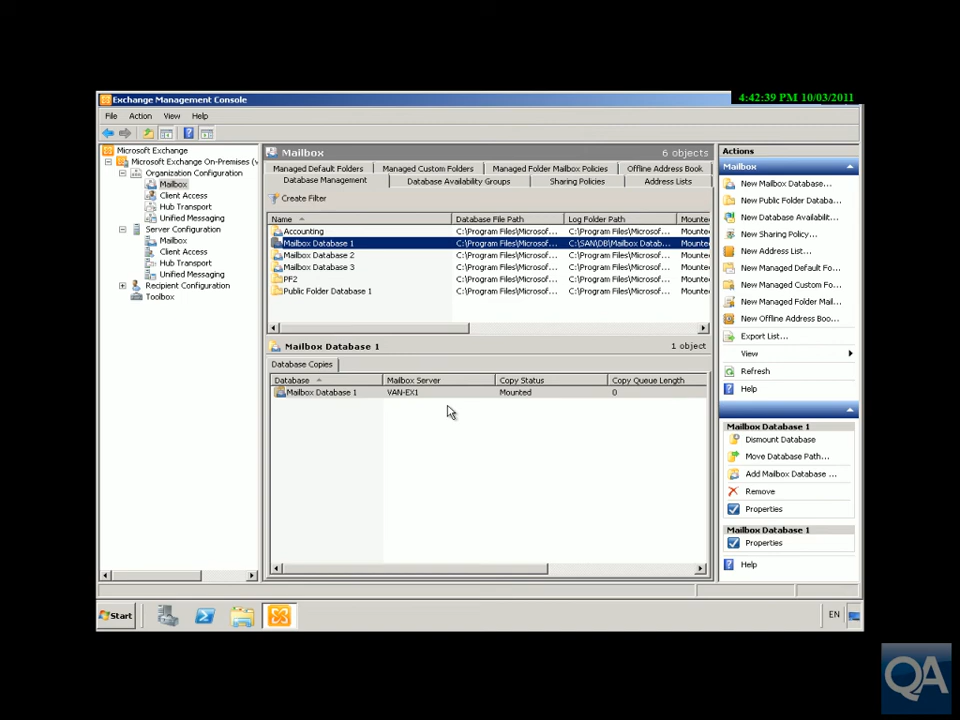 Exchange Management Console
4:42:39 PM 10/03/2011
File Action View Help
Microsoft Exchange
Microsoft Exchange On-Premises (v
Organization Configuration
Mailbox
Client Access
Hub Transport
Unified Messaging
Server Configuration
Mailbox
Client Access
Hub Transport
Unified Messaging
Recipient Configuration
Toolbox
Mailbox 6 objects
Managed Default Folders Managed Custom Folders Managed Folder Mailbox Policies Offline Address Book
Database Management Database Availability Groups Sharing Policies Address Lists
Create Filter
Name Database File Path Log Folder Path Mounted
Accounting C:\Program Files\Microsof... C:\Program Files\Microsof... Mounte
Mailbox Database 1 C:\Program Files\Microsof... C:\SAN\DB\Mailbox Datab... Mounte
Mailbox Database 2 C:\Program Files\Microsof... C:\Program Files\Microsof... Mounte
Mailbox Database 3 C:\Program Files\Microsof... C:\Program Files\Microsof... Mounte
PF2 C:\Program Files\Microsof... C:\Program Files\Microsof... Mounte
Public Folder Database 1 C:\Program Files\Microsof... C:\Program Files\Microsof... Mounte
Mailbox Database 1 1 object
Database Copies
Database Mailbox Server Copy Status Copy Queue Length
Mailbox Database 1 VAN-EX1 Mounted 0
Actions
Mailbox
New Mailbox Database...
New Public Folder Databa...
New Database Availabilit...
New Sharing Policy...
New Address List...
New Managed Default Fo...
New Managed Custom Fo...
New Managed Folder Mail...
New Offline Address Boo...
Export List...
View
Refresh
Help
Mailbox Database 1
Dismount Database
Move Database Path...
Add Mailbox Database ...
Remove
Properties
Mailbox Database 1
Properties
Help
Start
EN
QA